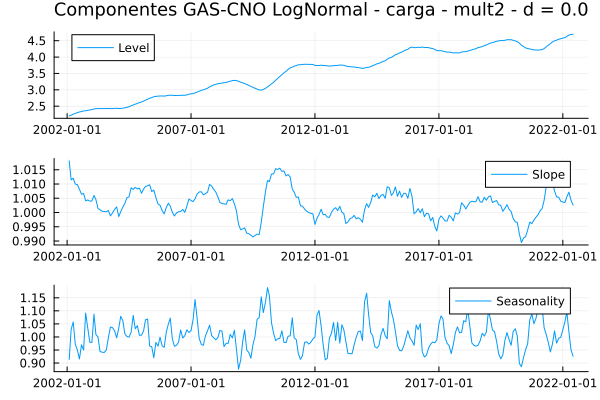 Componentes GAS-CNO LogNormal - carga - mult2 - d = 0.0
Level
4.5
4.0
3.5
3.0
2.5
2002-01-01 2007-01-01 2012-01-01 2017-01-01 2022-01-01
Slope
1.015
1.010
1.005
1.000
0.995
0.990
2002-01-01 2007-01-01 2012-01-01 2017-01-01 2022-01-01
Seasonality
1.15
1.10
1.05
1.00
0.95
0.90
2002-01-01 2007-01-01 2012-01-01 2017-01-01 2022-01-01